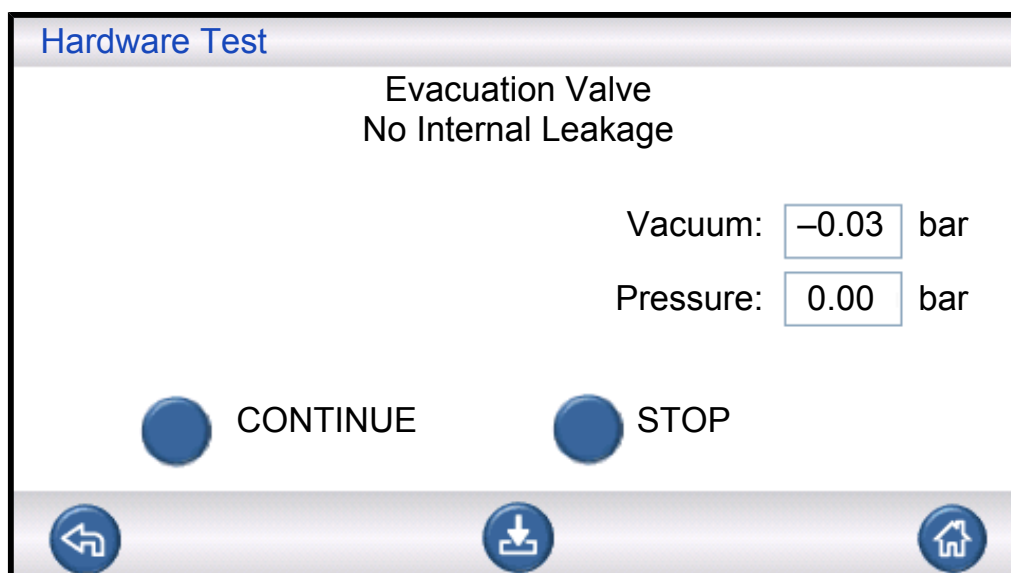 Hardware Test
Evacuation Valve
No Internal Leakage
Vacuum: –0.03 bar
Pressure: 0.00 bar
CONTINUE STOP